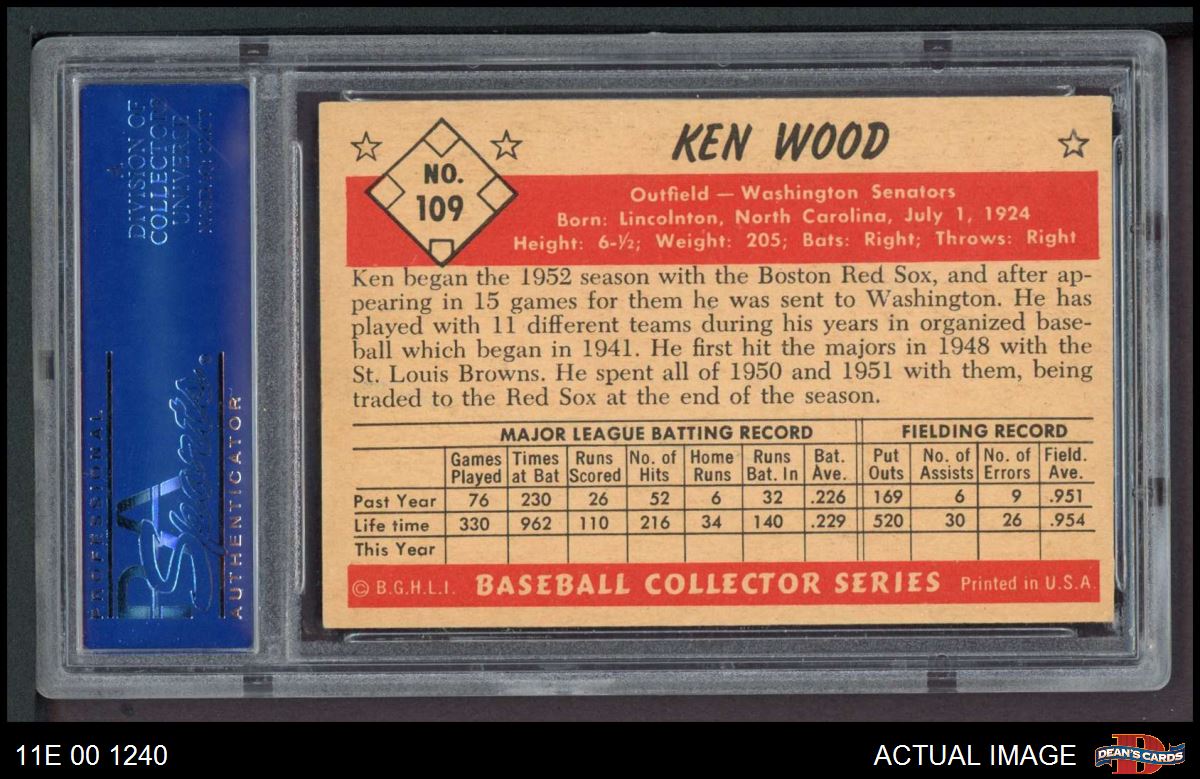 DIVISION OF
COLLECTORS
UNIVERSE
PROFESSIONAL
PSA
Sports
AUTHENTICATOR
NO.
109
KEN WOOD
Outfield — Washington Senators
Born: Lincolnton, North Carolina, July 1, 1924
Height: 6-½; Weight: 205; Bats: Right; Throws: Right
Ken began the 1952 season with the Boston Red Sox, and after ap-
pearing in 15 games for them he was sent to Washington. He has
played with 11 different teams during his years in organized base-
ball which began in 1941. He first hit the majors in 1948 with the
St. Louis Browns. He spent all of 1950 and 1951 with them, being
traded to the Red Sox at the end of the season.
MAJOR LEAGUE BATTING RECORD FIELDING RECORD
Games Times Runs No. of Home Runs Bat. Put No. of No. of Field.
Played at Bat Scored Hits Runs Bat. In Ave. Outs Assists Errors Ave.
Past Year 76 230 26 52 6 32 .226 169 6 9 .951
Life time 330 962 110 216 34 140 .229 520 30 26 .954
This Year
© B.G.H.L.I. BASEBALL COLLECTOR SERIES Printed in U.S.A.
11E 00 1240
ACTUAL IMAGE
D
DEAN'S CARDS